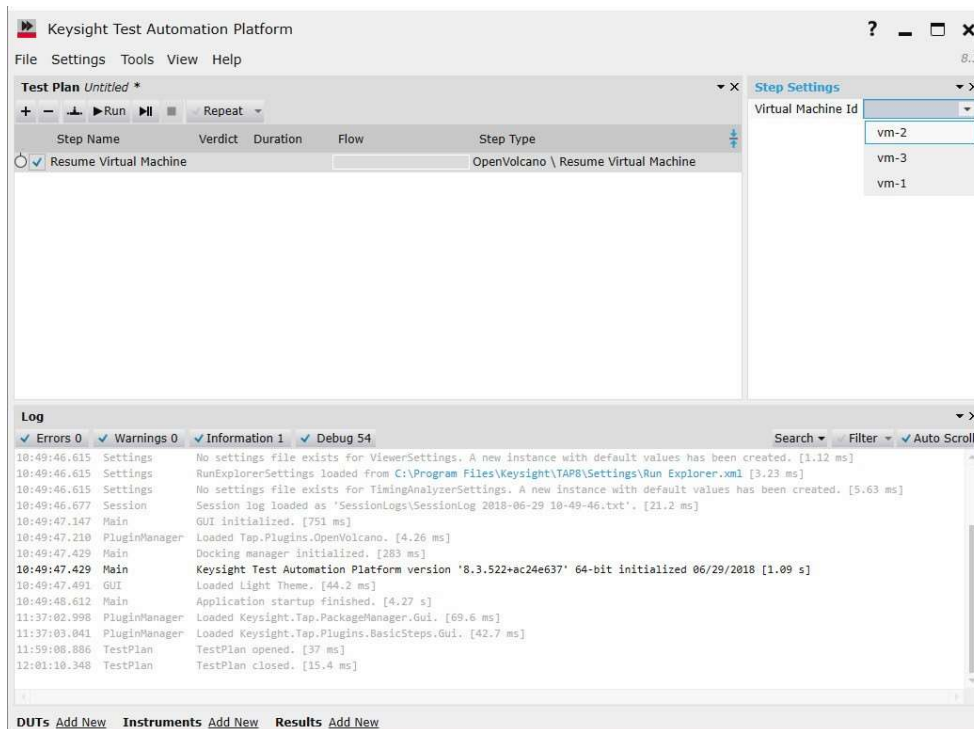 Keysight Test Automation Platform
?
File Settings Tools View Help
Test Plan Untitled *
Run Repeat
Step Name Verdict Duration Flow Step Type
Resume Virtual Machine OpenVolcano \ Resume Virtual Machine
Step Settings
Virtual Machine Id
vm-2
vm-3
vm-1
Log
Errors 0 Warnings 0 Information 1 Debug 54 Search Filter Auto Scroll
10:49:46.615 Settings No settings file exists for ViewerSettings. A new instance with default values has been created. [1.12 ms]
10:49:46.615 Settings RunExplorerSettings loaded from C:\Program Files\Keysight\TAP8\Settings\Run Explorer.xml [3.23 ms]
10:49:46.615 Settings No settings file exists for TimingAnalyzerSettings. A new instance with default values has been created. [5.63 ms]
10:49:46.677 Session Session log loaded as 'SessionLogs\SessionLog 2018-06-29 10-49-46.txt'. [21.2 ms]
10:49:47.147 Main GUI initialized. [751 ms]
10:49:47.210 PluginManager Loaded Tap.Plugins.OpenVolcano. [4.26 ms]
10:49:47.429 Main Docking manager initialized. [283 ms]
10:49:47.429 Main Keysight Test Automation Platform version '8.3.522+ac24e637' 64-bit initialized 06/29/2018 [1.09 s]
10:49:47.491 GUI Loaded Light Theme. [44.2 ms]
10:49:48.612 Main Application startup finished. [4.27 s]
11:37:02.998 PluginManager Loaded Keysight.Tap.PackageManager.Gui. [69.6 ms]
11:37:03.041 PluginManager Loaded Keysight.Tap.Plugins.BasicSteps.Gui. [42.7 ms]
11:59:08.886 TestPlan TestPlan opened. [37 ms]
12:01:10.348 TestPlan TestPlan closed. [15.4 ms]
DUTs Add New Instruments Add New Results Add New